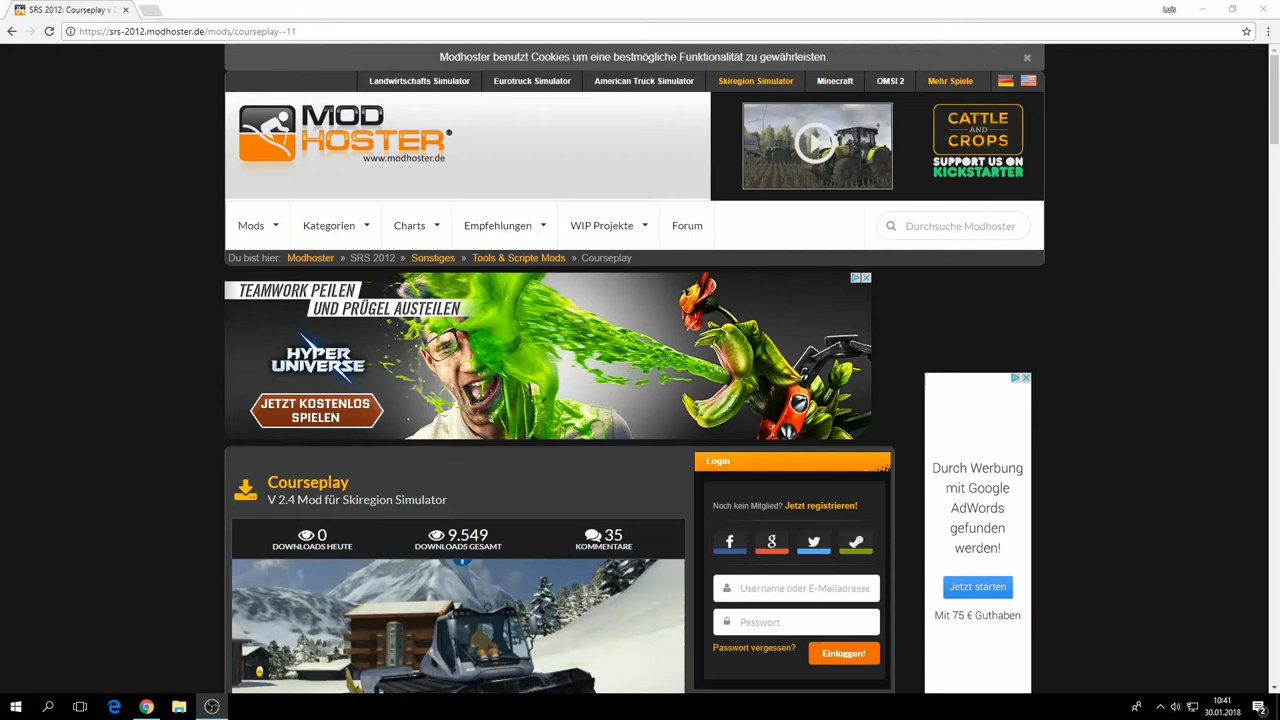 SRS 2012: Courseplay v
Luis
https://srs-2012.modhoster.de/mods/courseplay--11
Modhoster benutzt Cookies um eine bestmögliche Funktionalität zu gewährleisten.
Landwirtschafts Simulator
Eurotruck Simulator
American Truck Simulator
Skiregion Simulator
Minecraft
OMSI 2
Mehr Spiele
MOD
HOSTER®
www.modhoster.de
CATTLE
AND
CROPS
SUPPORT US ON
KICKSTARTER
Mods
Kategorien
Charts
Empfehlungen
WIP Projekte
Forum
Durchsuche Modhoster
Du bist hier: Modhoster » SRS 2012 » Sonstiges » Tools & Scripte Mods » Courseplay
TEAMWORK PEILEN
UND PRÜGEL AUSTEILEN
HYPER
UNIVERSE
JETZT KOSTENLOS
SPIELEN
Courseplay
V 2.4 Mod für Skiregion Simulator
0
DOWNLOADS HEUTE
9.549
DOWNLOADS GESAMT
35
KOMMENTARE
Login
Noch kein Mitglied? Jetzt registrieren!
Username oder E-Mailadresse
Passwort
Passwort vergessen?
Einloggen!
Durch Werbung
mit Google
AdWords
gefunden
werden!
Jetzt starten
Mit 75 € Guthaben
10:41
30.01.2018
2